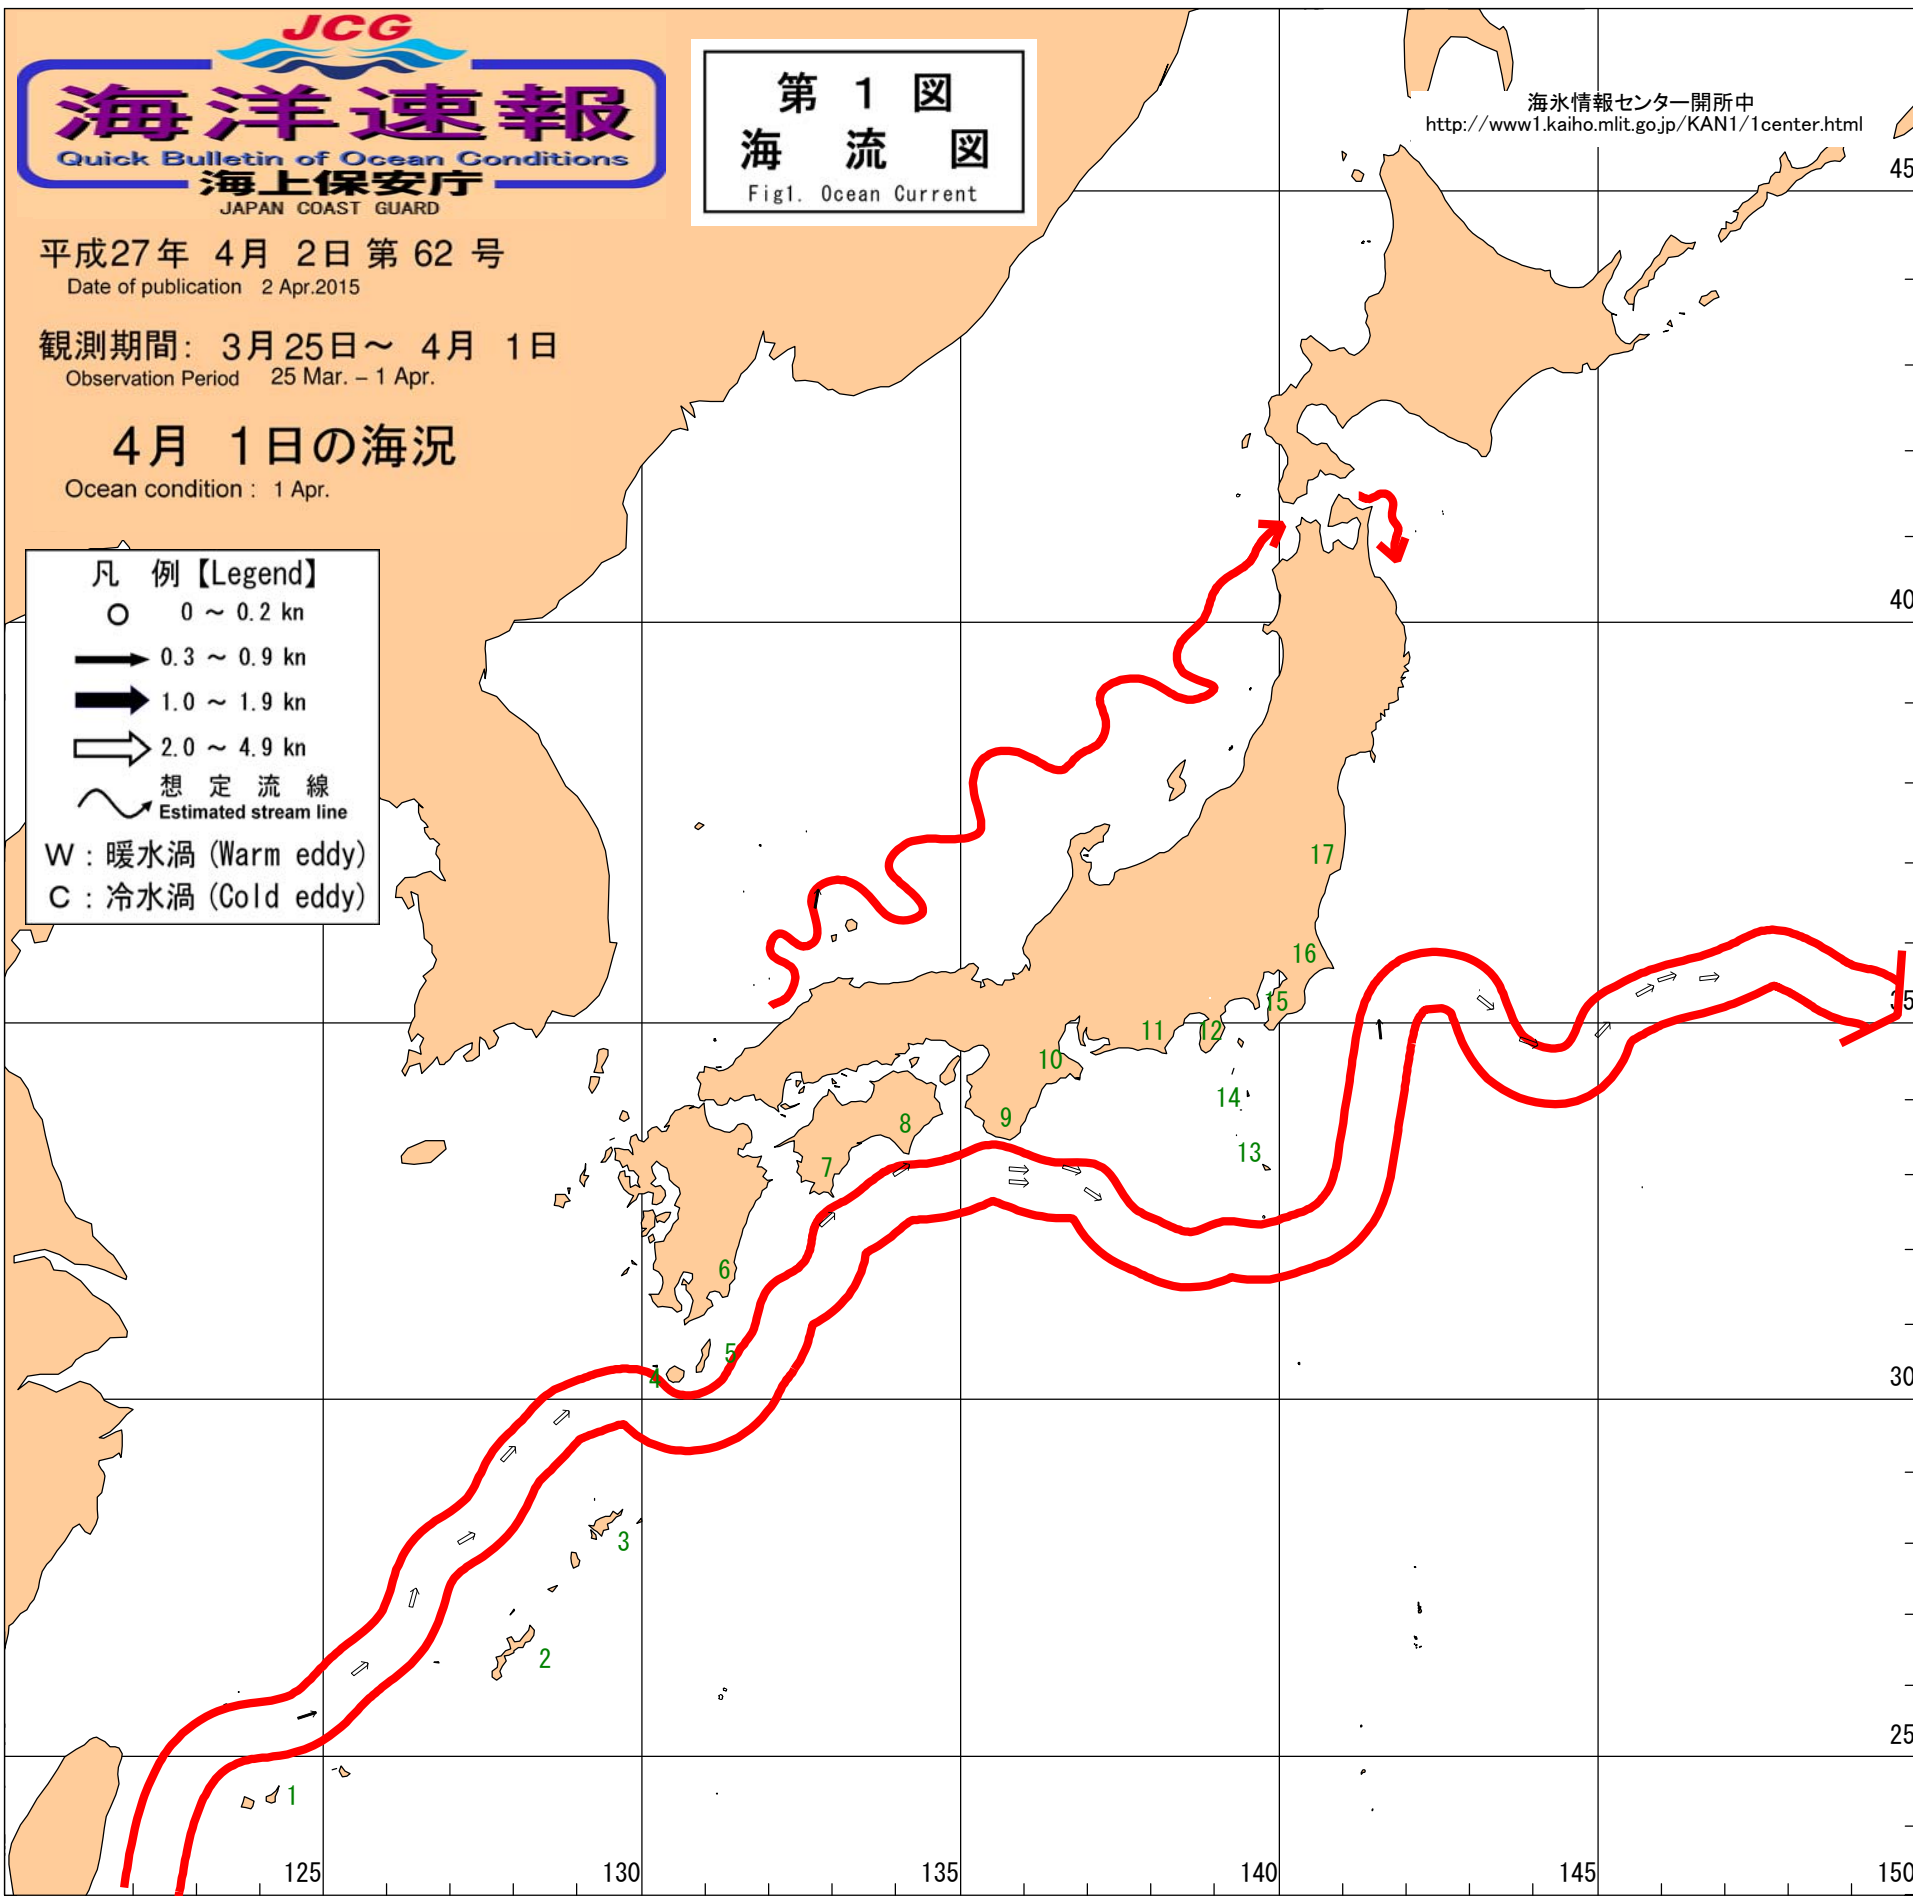 JCG
海洋速報
Quick Bulletin of Ocean Conditions
海上保安庁
JAPAN COAST GUARD
第 1 図
海 流 図
Fig1. Ocean Current
海氷情報センター開所中
http://www1.kaiho.mlit.go.jp/KAN1/1center.html
平成27年 4月 2日 第 62 号
Date of publication 2 Apr.2015
観測期間: 3月25日～ 4月 1日
Observation Period 25 Mar. – 1 Apr.
4月 1日の海況
Ocean condition : 1 Apr.
凡 例【Legend】
0 ～ 0.2 kn
0.3 ～ 0.9 kn
1.0 ～ 1.9 kn
2.0 ～ 4.9 kn
想 定 流 線
Estimated stream line
W : 暖水渦 (Warm eddy)
C : 冷水渦 (Cold eddy)
45
40
35
30
25
17
16
15
12
11
10
14
9
8
13
7
6
5
4
3
2
1
125
130
135
140
145
150